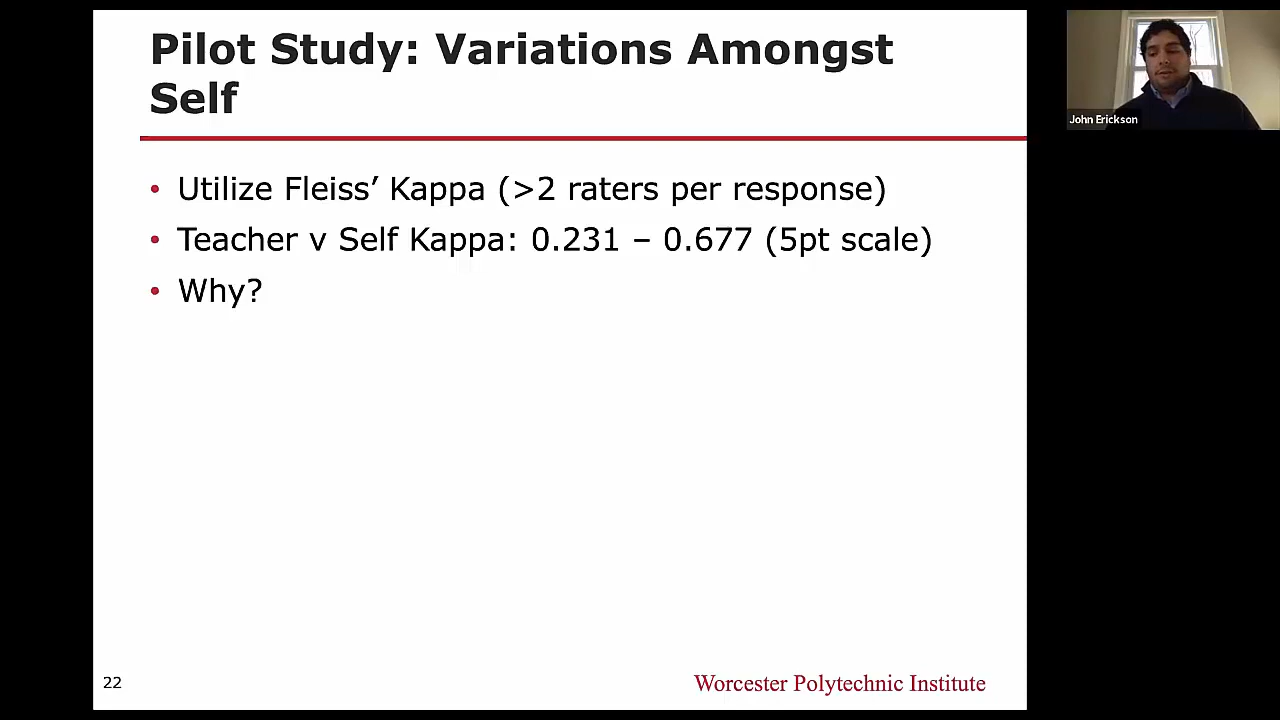 Pilot Study: Variations Amongst
Self
• Utilize Fleiss’ Kappa (>2 raters per response)
• Teacher v Self Kappa: 0.231 – 0.677 (5pt scale)
• Why?
22
Worcester Polytechnic Institute
John Erickson